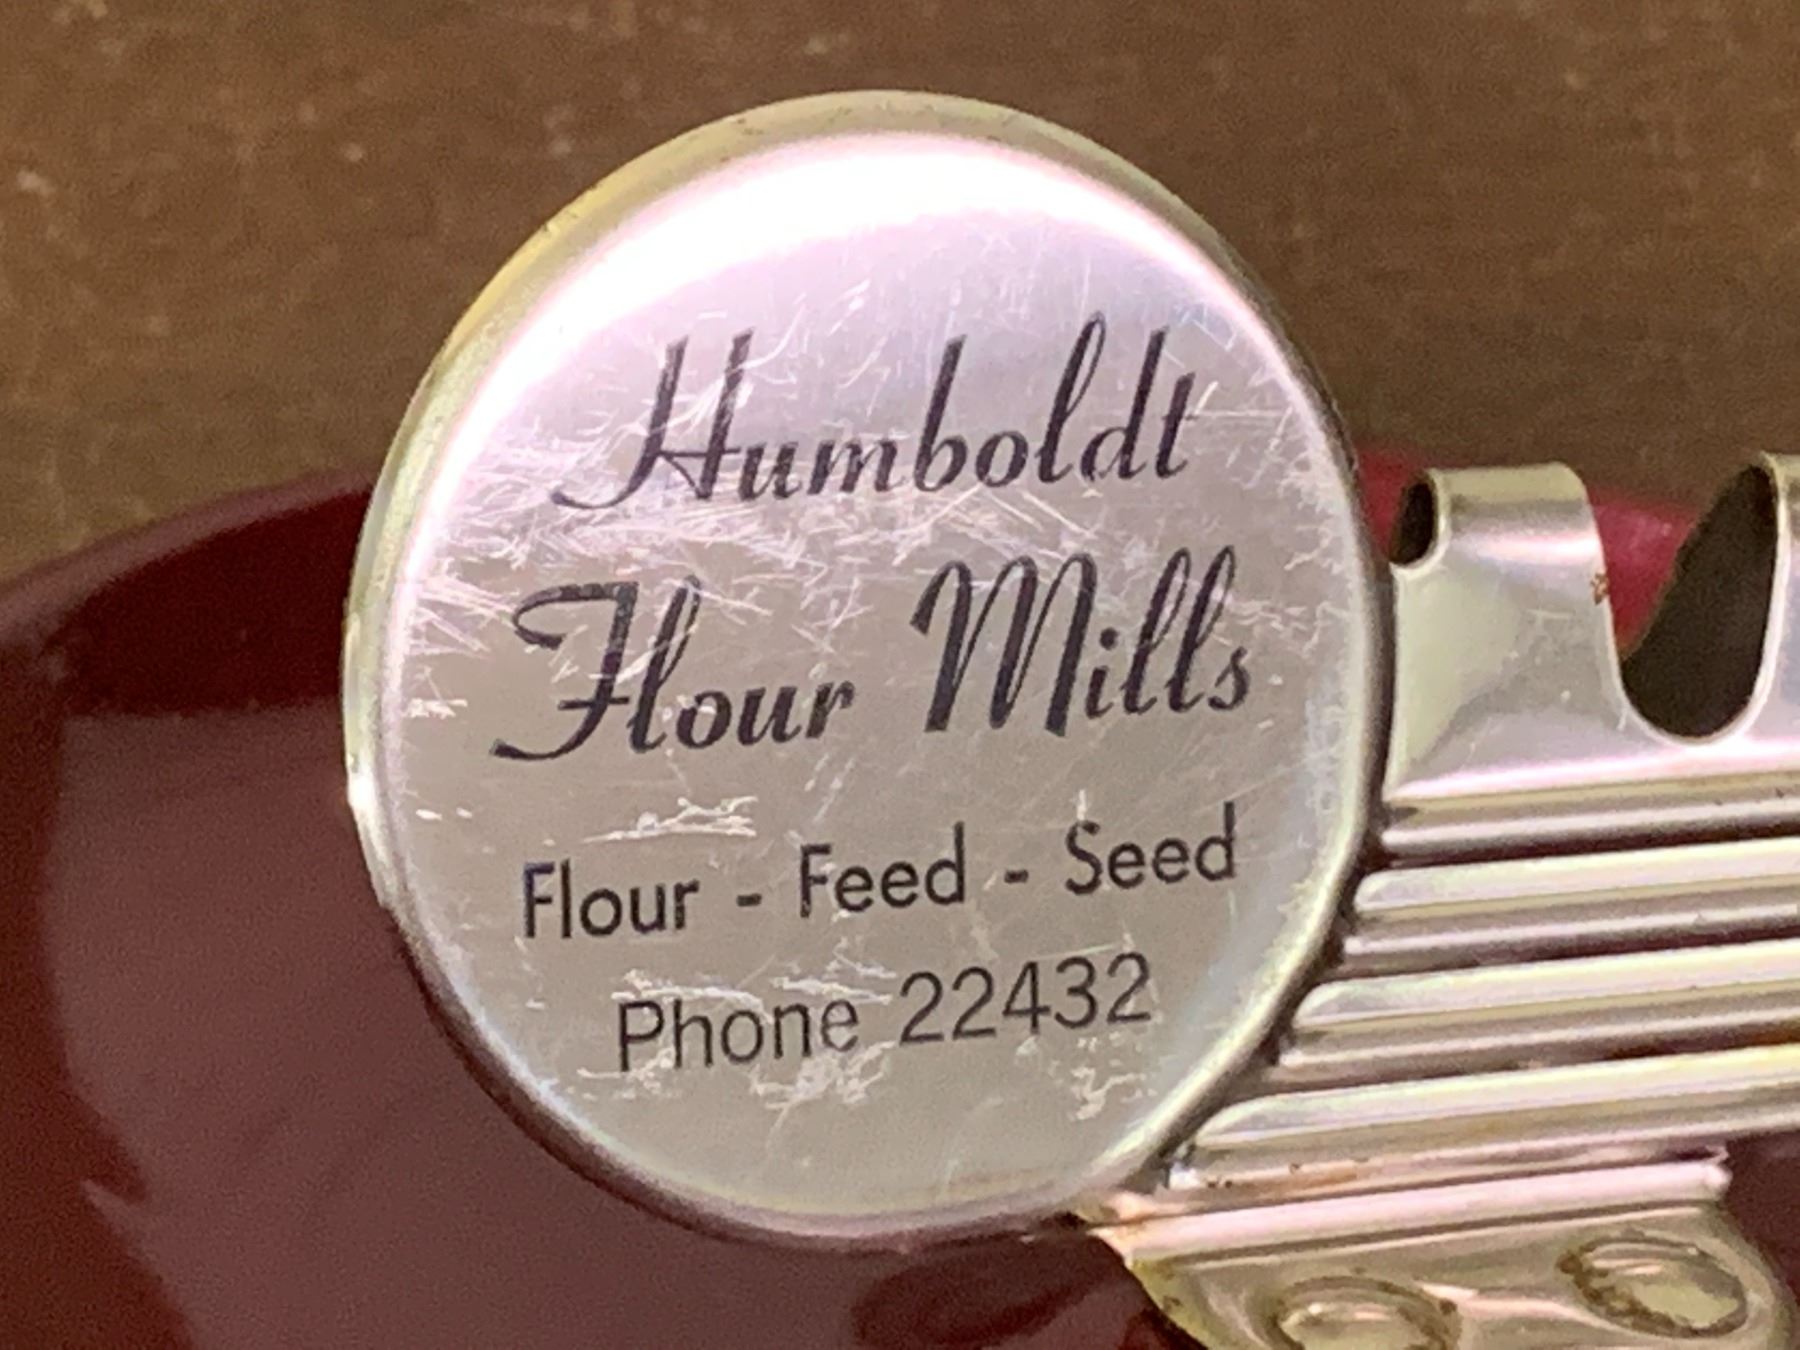 Humboldt
Flour Mills
Flour - Feed - Seed
Phone 22432